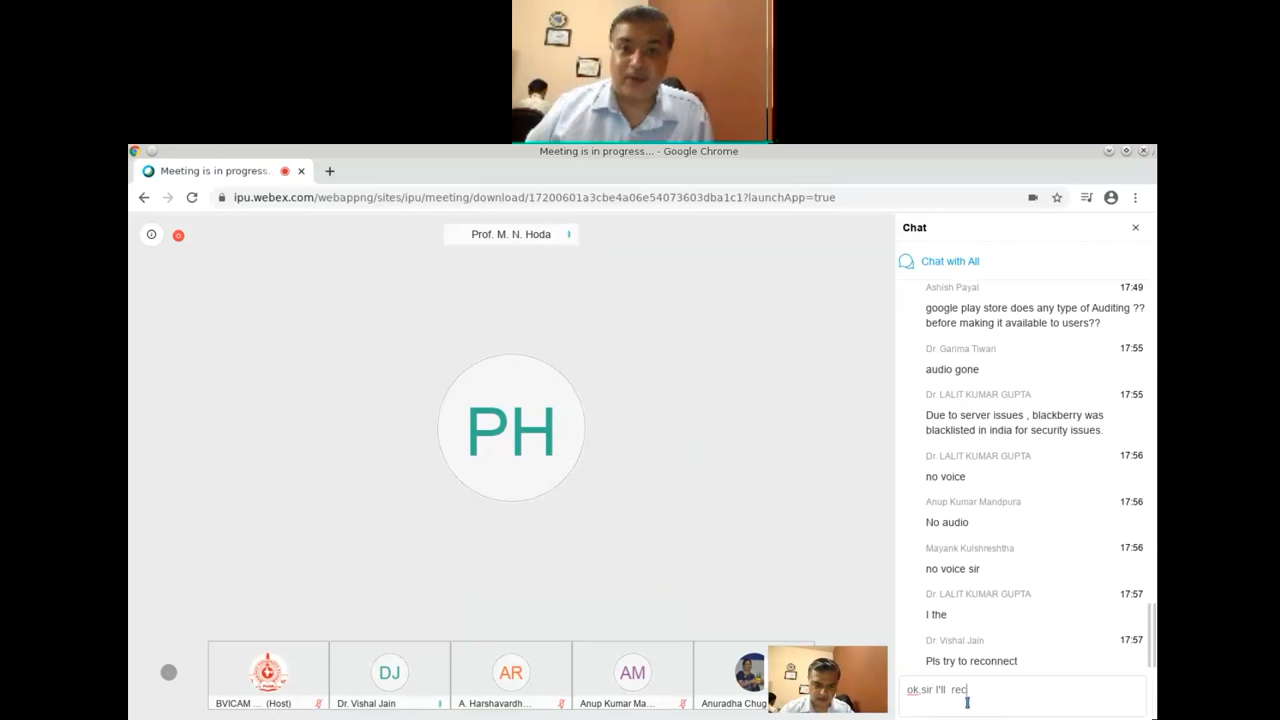 Meeting is in progress... - Google Chrome
Meeting is in progress...
ipu.webex.com/webappng/sites/ipu/meeting/download/17200601a3cbe4a06e54073603dba1c1?launchApp=true
Prof. M. N. Hoda
PH
Chat
Chat with All
Ashish Payal 17:49
google play store does any type of Auditing ??
before making it available to users??
Dr. Garima Tiwari 17:55
audio gone
Dr. LALIT KUMAR GUPTA 17:55
Due to server issues , blackberry was
blacklisted in india for security issues.
Dr. LALIT KUMAR GUPTA 17:56
no voice
Anup Kumar Mandpura 17:56
No audio
Mayank Kulshreshtha 17:56
no voice sir
Dr. LALIT KUMAR GUPTA 17:57
I the
Dr. Vishal Jain 17:57
Pls try to reconnect
ok,sir I'll rec
DJ
AR
AM
BVICAM ... (Host)
Dr. Vishal Jain
A. Harshavardh...
Anup Kumar Ma...
Anuradha Chug